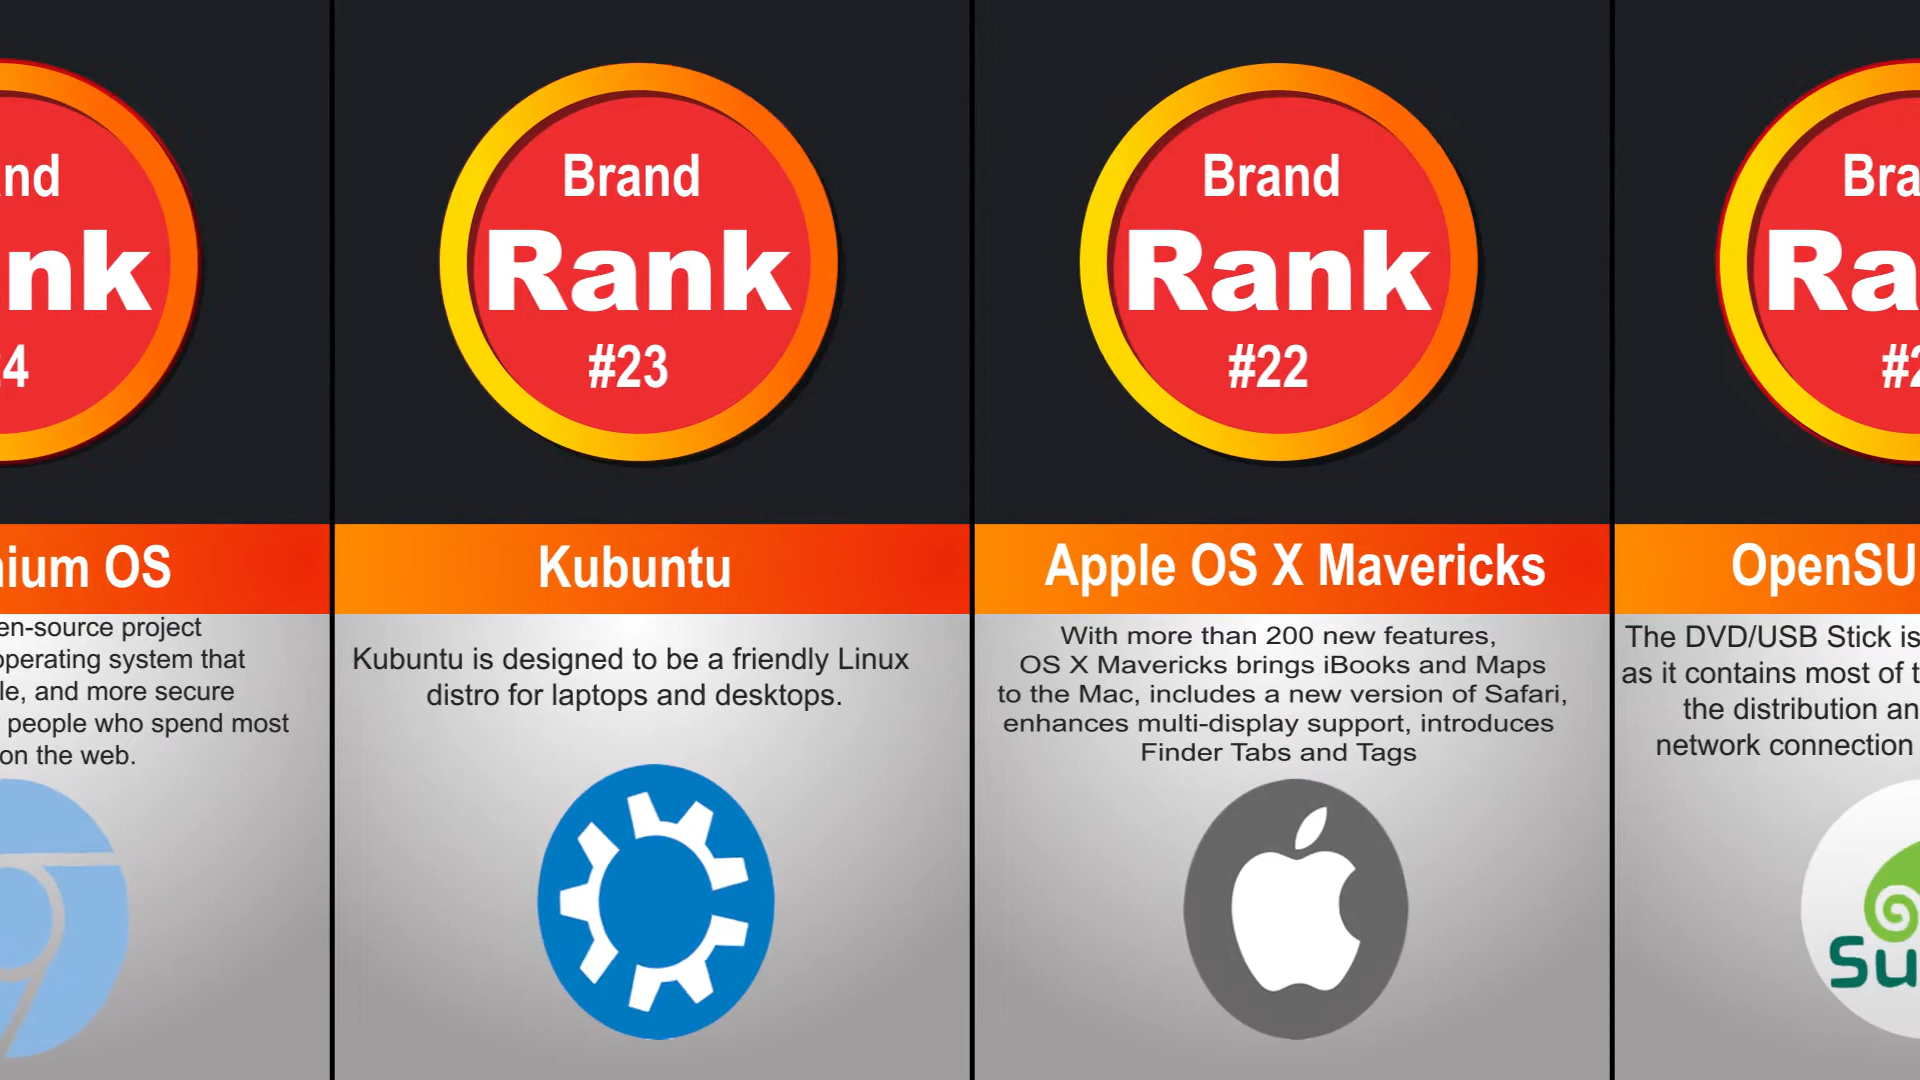 nd
nk
4
nium OS
en-source project
operating system that
le, and more secure
people who spend most
on the web.
Brand
Rank
#23
Kubuntu
Kubuntu is designed to be a friendly Linux
distro for laptops and desktops.
Brand
Rank
#22
Apple OS X Mavericks
With more than 200 new features,
OS X Mavericks brings iBooks and Maps
to the Mac, includes a new version of Safari,
enhances multi-display support, introduces
Finder Tabs and Tags
Bra
Ra
#2
OpenSU
The DVD/USB Stick is
as it contains most of t
the distribution an
network connection
Su